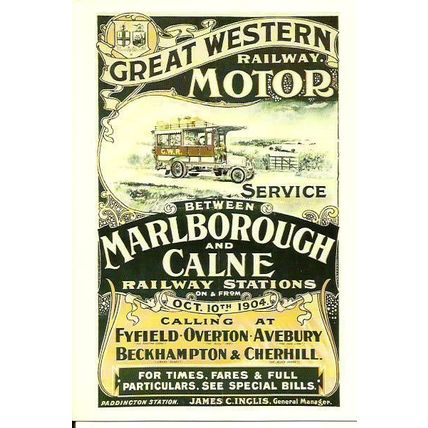 GREAT WESTERN
RAILWAY.
MOTOR
G.W.R.
SERVICE
BETWEEN
MARLBOROUGH
AND
CALNE
RAILWAY STATIONS
ON & FROM
OCT. 10TH 1904.
CALLING AT
FYFIELD·OVERTON·AVEBURY
BECKHAMPTON & CHERHILL.
FOR TIMES, FARES & FULL
PARTICULARS, SEE SPECIAL BILLS.
PADDINGTON STATION. JAMES C. INGLIS, General Manager.